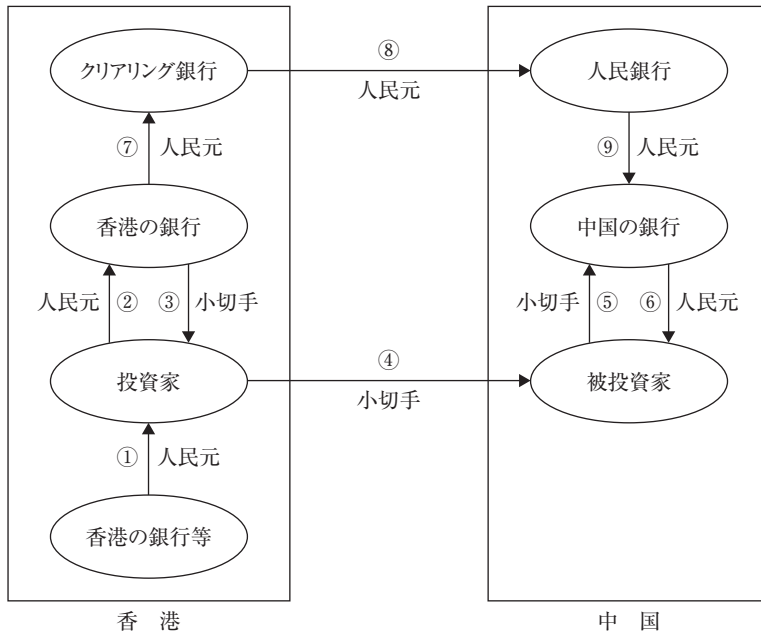 ⑧
クリアリング銀行
人民銀行
人民元
⑦ 人民元
⑨ 人民元
香港の銀行
中国の銀行
人民元 ② ③ 小切手
小切手 ⑤ ⑥ 人民元
④
投資家
被投資家
小切手
① 人民元
香港の銀行等
香 港
中 国